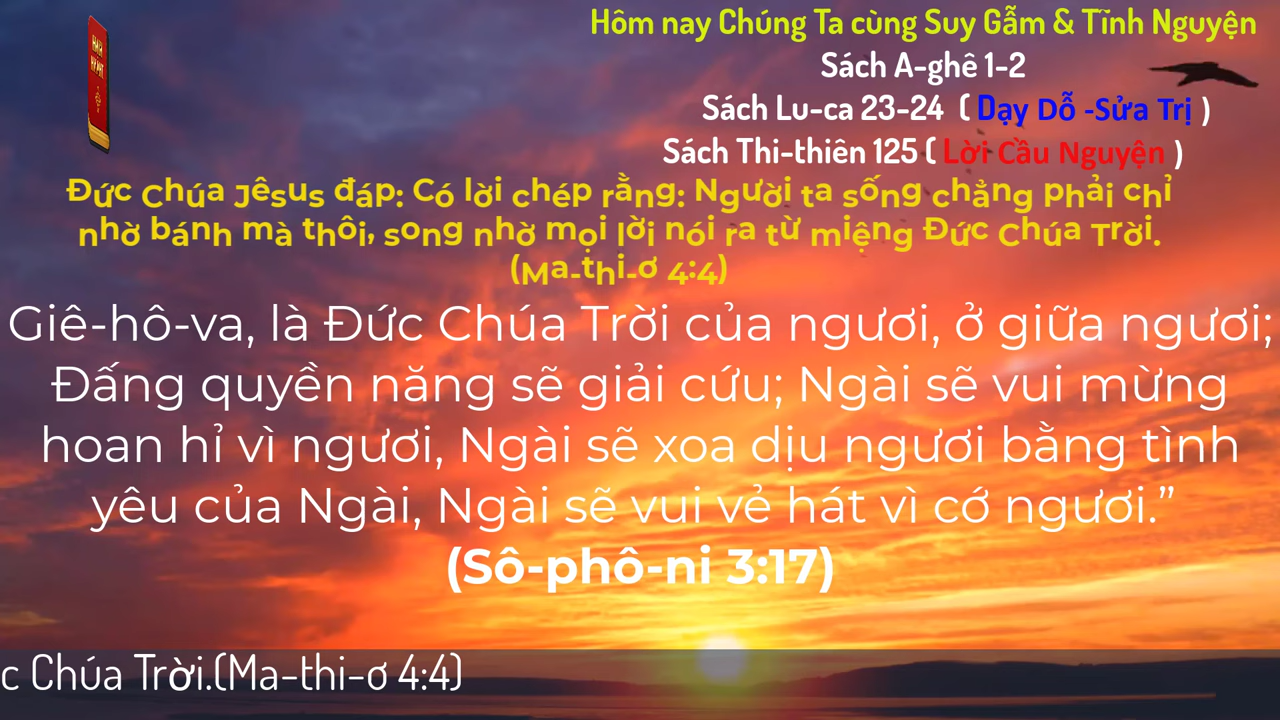 Hôm nay Chúng Ta cùng Suy Gẫm & Tĩnh Nguyện
Sách A-ghê 1-2
Sách Lu-ca 23-24 ( Dạy Dỗ -Sửa Trị )
Sách Thi-thiên 125 ( Lời Cầu Nguyện )
Đức Chúa Jêsus đáp: Có lời chép rằng: Người ta sống chẳng phải chỉ
nhờ bánh mà thôi, song nhờ mọi lời nói ra từ miệng Đức Chúa Trời.
(Ma-thi-ơ 4:4)
Giê-hô-va, là Đức Chúa Trời của ngươi, ở giữa ngươi;
Đấng quyền năng sẽ giải cứu; Ngài sẽ vui mừng
hoan hỉ vì ngươi, Ngài sẽ xoa dịu ngươi bằng tình
yêu của Ngài, Ngài sẽ vui vẻ hát vì cớ ngươi.”
(Sô-phô-ni 3:17)
c Chúa Trời.(Ma-thi-ơ 4:4)